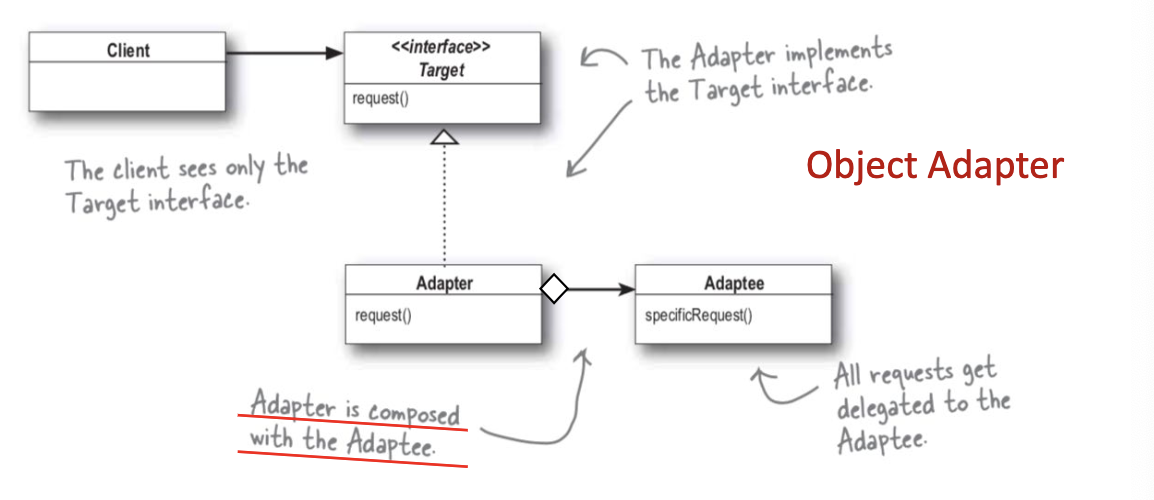 Client
<<interface>>
Target
request()
The Adapter implements
the Target interface.
The client sees only the
Target interface.
Object Adapter
Adapter
request()
Adaptee
specificRequest()
Adapter is composed
with the Adaptee.
All requests get
delegated to the
Adaptee.